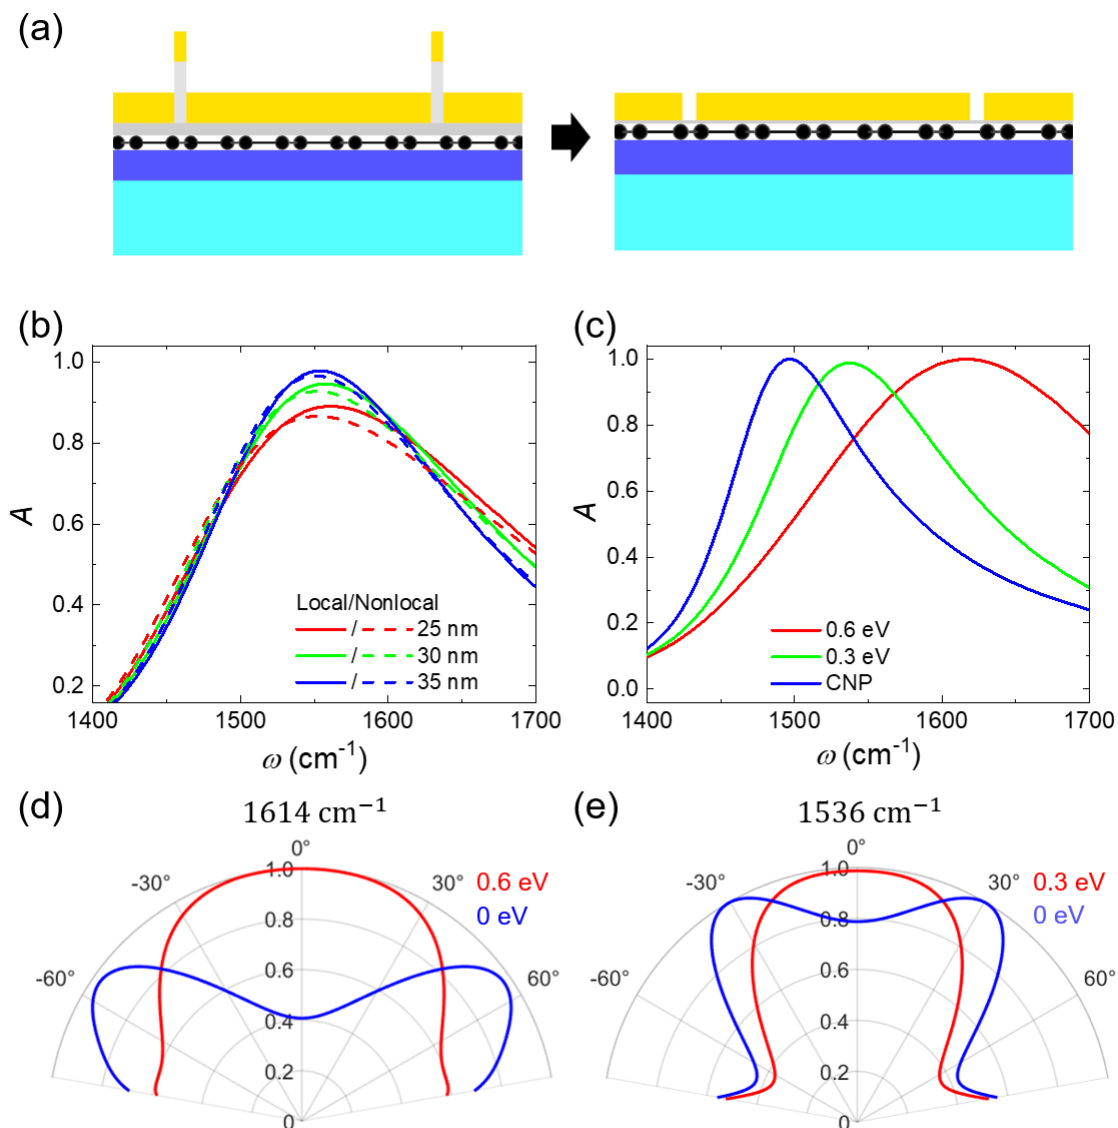 (a)
(b)
1.0
0.8
0.6
0.4
0.2
A
1400
1500
1600
1700
ω (cm⁻¹)
Local/Nonlocal
/ 25 nm
/ 30 nm
/ 35 nm
(c)
1.0
0.8
0.6
0.4
0.2
0.0
A
1400
1500
1600
1700
ω (cm⁻¹)
0.6 eV
0.3 eV
CNP
(d)
1614 cm⁻¹
0°
-30°
30°
-60°
60°
1.0
0.8
0.6
0.4
0.2
0
0.6 eV
0 eV
(e)
1536 cm⁻¹
0°
-30°
30°
-60°
60°
1.0
0.8
0.6
0.4
0.2
0
0.3 eV
0 eV